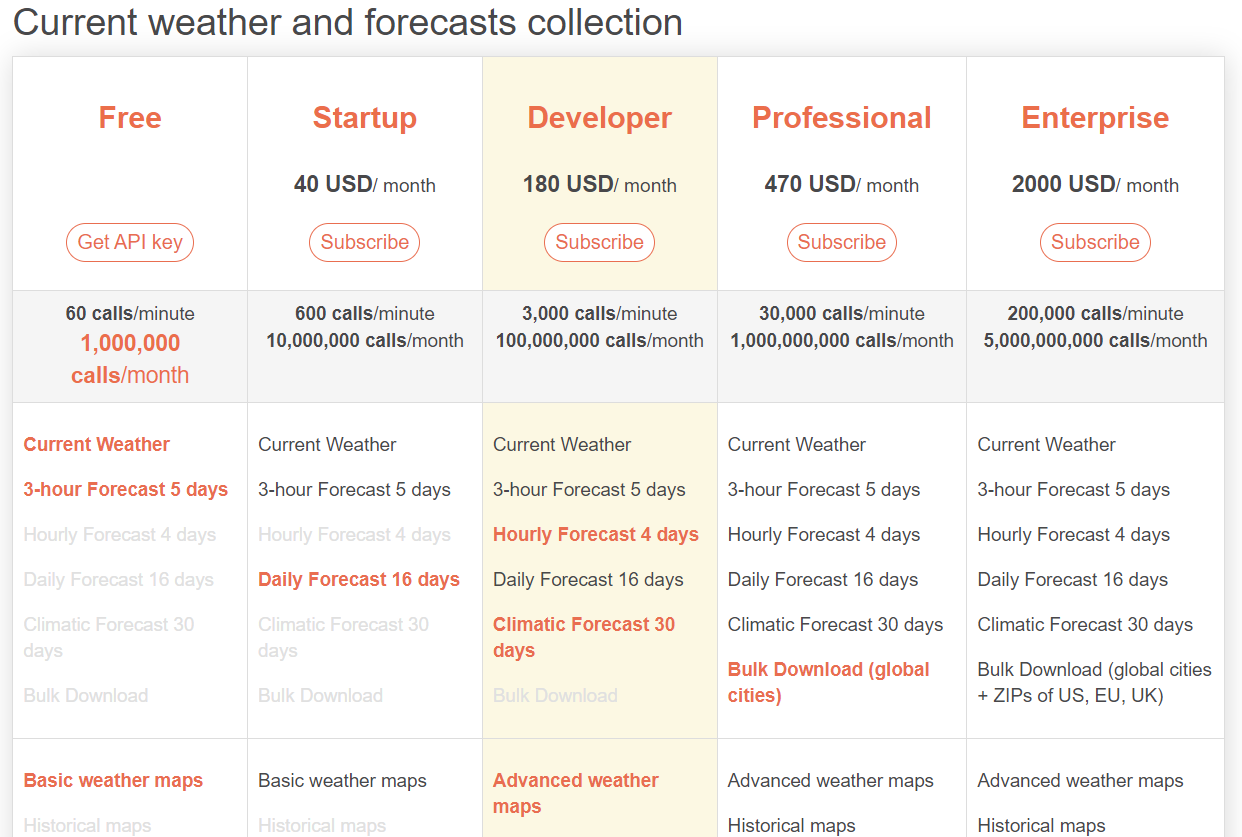 Current weather and forecasts collection
Free
Startup
Developer
Professional
Enterprise
40 USD/ month
180 USD/ month
470 USD/ month
2000 USD/ month
Get API key
Subscribe
Subscribe
Subscribe
Subscribe
60 calls/minute
1,000,000
calls/month
600 calls/minute
10,000,000 calls/month
3,000 calls/minute
100,000,000 calls/month
30,000 calls/minute
1,000,000,000 calls/month
200,000 calls/minute
5,000,000,000 calls/month
Current Weather
3-hour Forecast 5 days
Hourly Forecast 4 days
Daily Forecast 16 days
Climatic Forecast 30
days
Bulk Download
Current Weather
3-hour Forecast 5 days
Hourly Forecast 4 days
Daily Forecast 16 days
Climatic Forecast 30
days
Bulk Download
Current Weather
3-hour Forecast 5 days
Hourly Forecast 4 days
Daily Forecast 16 days
Climatic Forecast 30
days
Bulk Download
Current Weather
3-hour Forecast 5 days
Hourly Forecast 4 days
Daily Forecast 16 days
Climatic Forecast 30 days
Bulk Download (global
cities)
Current Weather
3-hour Forecast 5 days
Hourly Forecast 4 days
Daily Forecast 16 days
Climatic Forecast 30 days
Bulk Download (global cities
+ ZIPs of US, EU, UK)
Basic weather maps
Historical maps
Basic weather maps
Historical maps
Advanced weather
maps
Advanced weather maps
Historical maps
Advanced weather maps
Historical maps